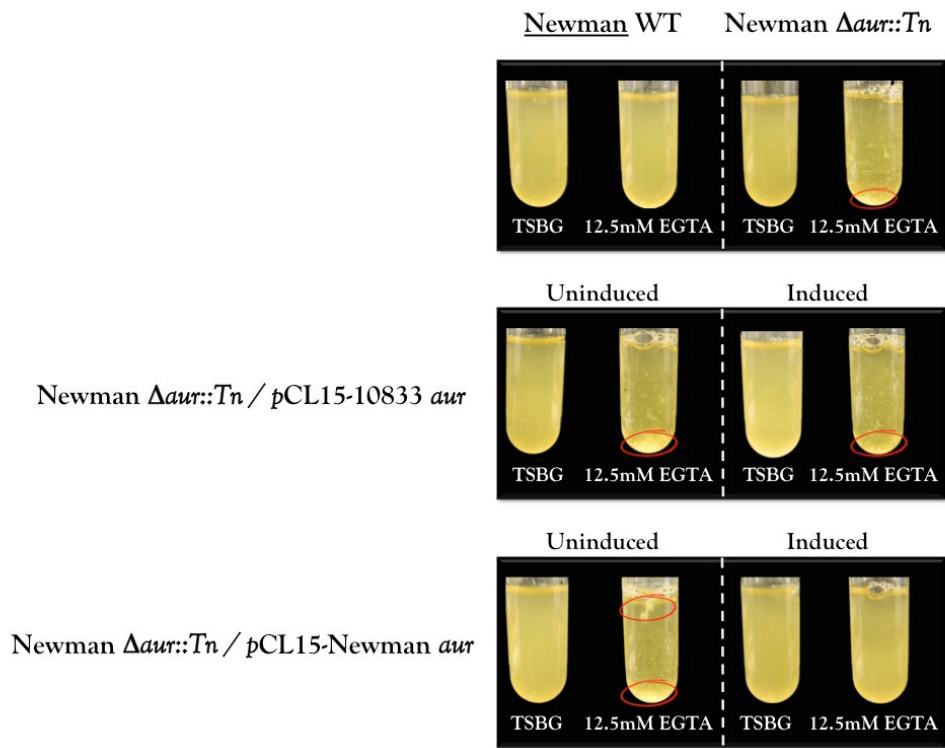 Newman WT Newman Δaur::Tn
TSBG 12.5mM EGTA TSBG 12.5mM EGTA
Uninduced Induced
Newman Δaur::Tn / pCL15-10833 aur
TSBG 12.5mM EGTA TSBG 12.5mM EGTA
Uninduced Induced
Newman Δaur::Tn / pCL15-Newman aur
TSBG 12.5mM EGTA TSBG 12.5mM EGTA